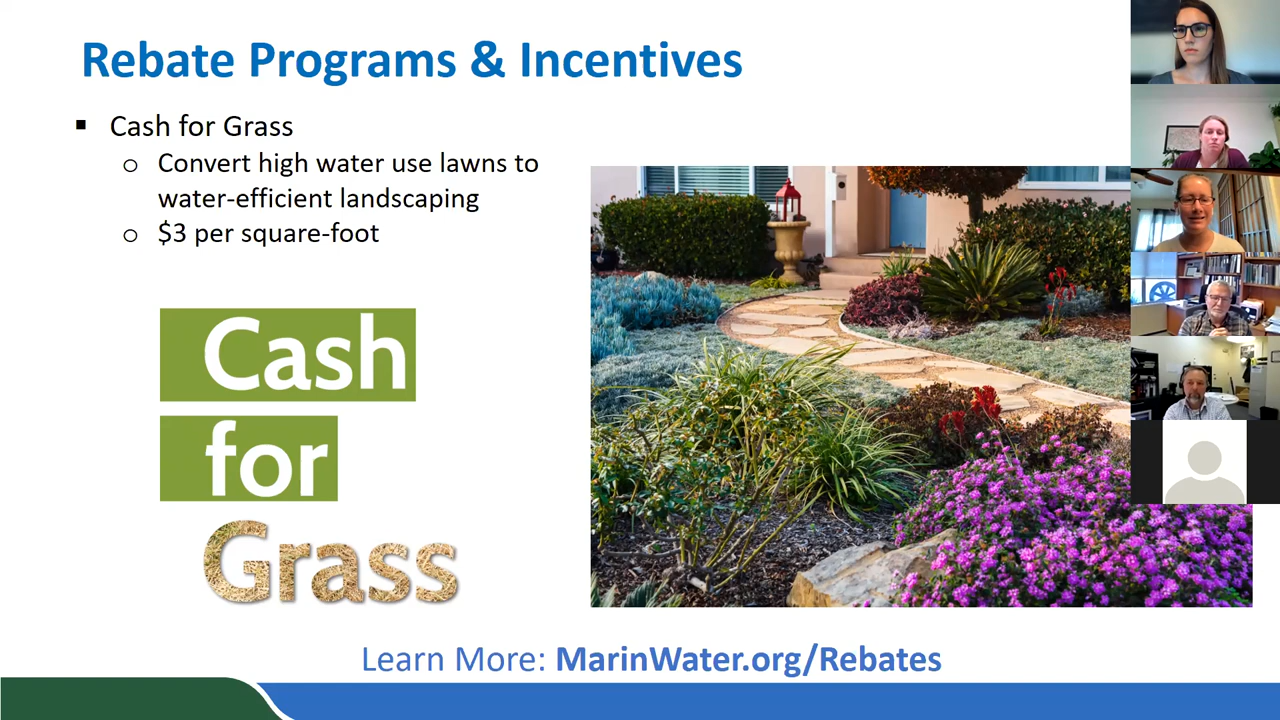 Rebate Programs & Incentives
Cash for Grass
Convert high water use lawns to
water-efficient landscaping
$3 per square-foot
Cash
for
Grass
Learn More: MarinWater.org/Rebates